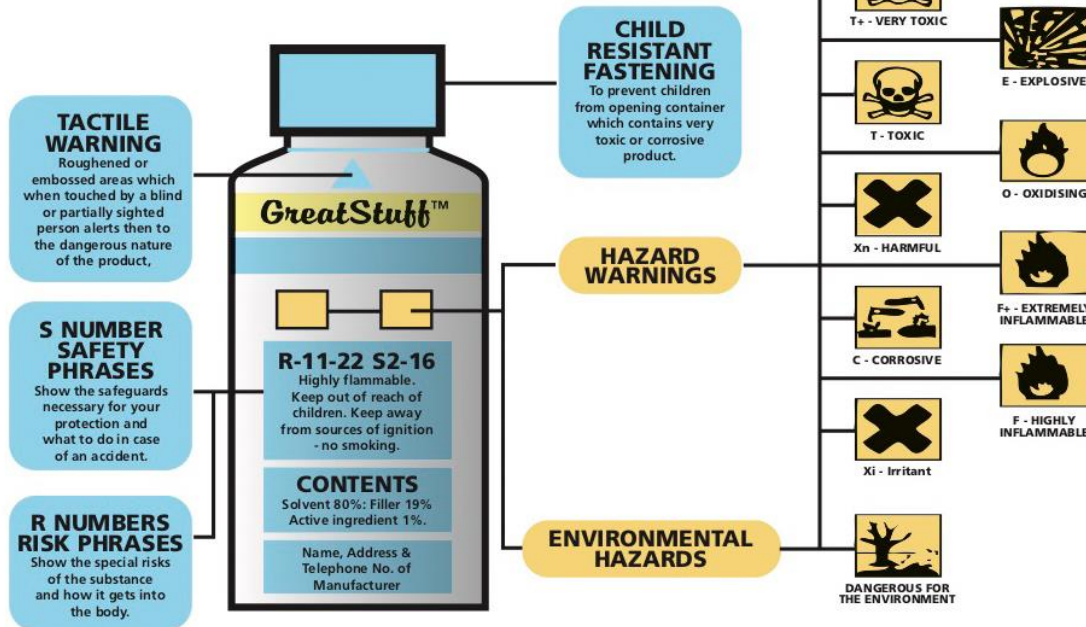 TACTILE
WARNING
Roughened or
embossed areas which
when touched by a blind
or partially sighted
person alerts then to
the dangerous nature
of the product,
S NUMBER
SAFETY
PHRASES
Show the safeguards
necessary for your
protection and
what to do in case
of an accident.
R NUMBERS
RISK PHRASES
Show the special risks
of the substance
and how it gets into
the body.
GreatStuff™
R-11-22 S2-16
Highly flammable.
Keep out of reach of
children. Keep away
from sources of ignition
- no smoking.
CONTENTS
Solvent 80%: Filler 19%
Active ingredient 1%.
Name, Address &
Telephone No. of
Manufacturer
CHILD
RESISTANT
FASTENING
To prevent children
from opening container
which contains very
toxic or corrosive
product.
HAZARD
WARNINGS
ENVIRONMENTAL
HAZARDS
T+ - VERY TOXIC
T - TOXIC
Xn - HARMFUL
C - CORROSIVE
Xi - Irritant
DANGEROUS FOR
THE ENVIRONMENT
E - EXPLOSIVE
O - OXIDISING
F+ - EXTREMELY
INFLAMMABLE
F - HIGHLY
INFLAMMABLE